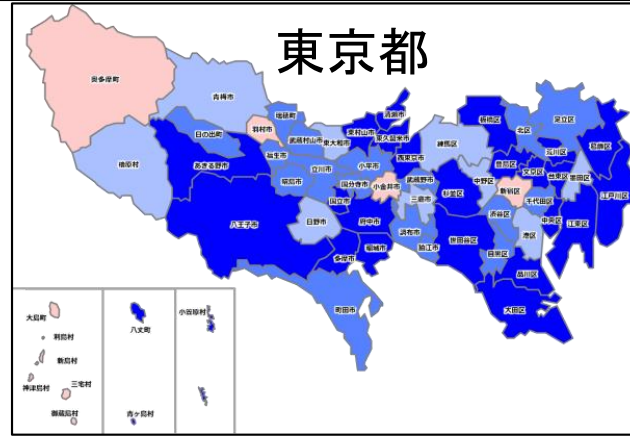 東京都
奥多摩町
青梅市
瑞穂町
清瀬市
日の出町
羽村市
武蔵村山市
東大和市
東村山市
東久留米市
板橋区
北区
足立区
練馬区
福生市
西東京市
荒川区
葛飾区
檜原村
あきる野市
立川市
小平市
豊島区
文京区
台東区
墨田区
昭島市
国分寺市
小金井市
武蔵野市
杉並区
中野区
新宿区
江戸川区
国立市
三鷹市
千代田区
八王子市
日野市
府中市
調布市
渋谷区
中央区
江東区
港区
多摩市
稲城市
狛江市
世田谷区
目黒区
品川区
町田市
大田区
大島町
利島村
新島村
神津島村
三宅村
御蔵島村
八丈町
青ヶ島村
小笠原村